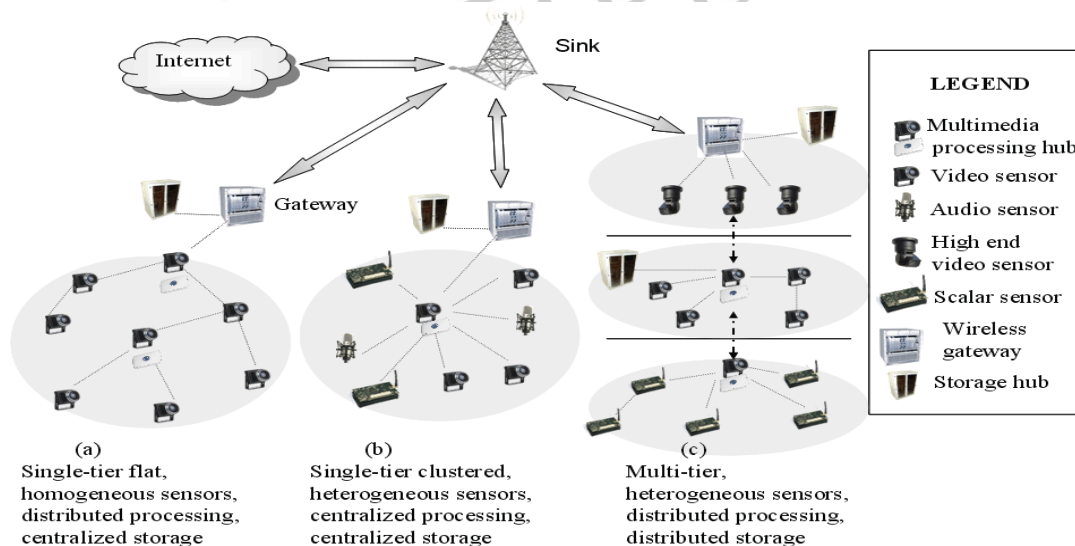 Internet
Sink
Gateway
LEGEND
Multimedia
processing hub
Video sensor
Audio sensor
High end
video sensor
Scalar sensor
Wireless
gateway
Storage hub
(a)
Single-tier flat,
homogeneous sensors,
distributed processing,
centralized storage
(b)
Single-tier clustered,
heterogeneous sensors,
centralized processing,
centralized storage
(c)
Multi-tier,
heterogeneous sensors,
distributed processing,
distributed storage